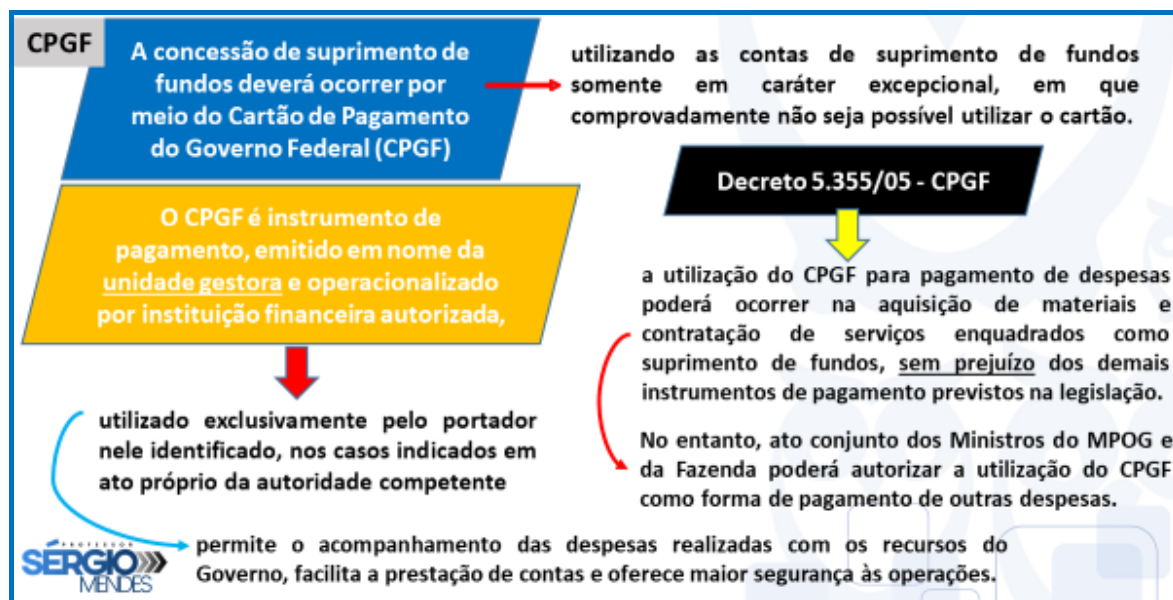 CPGF
A concessão de suprimento de
fundos deverá ocorrer por
meio do Cartão de Pagamento
do Governo Federal (CPGF)
utilizando as contas de suprimento de fundos
somente em caráter excepcional, em que
comprovadamente não seja possível utilizar o cartão.
O CPGF é instrumento de
pagamento, emitido em nome da
unidade gestora e operacionalizado
por instituição financeira autorizada,
utilizado exclusivamente pelo portador
nele identificado, nos casos indicados em
ato próprio da autoridade competente
Decreto 5.355/05 - CPGF
a utilização do CPGF para pagamento de despesas
poderá ocorrer na aquisição de materiais e
contratação de serviços enquadrados como
suprimento de fundos, sem prejuízo dos demais
instrumentos de pagamento previstos na legislação.
No entanto, ato conjunto dos Ministros do MPOG e
da Fazenda poderá autorizar a utilização do CPGF
como forma de pagamento de outras despesas.
permite o acompanhamento das despesas realizadas com os recursos do
Governo, facilita a prestação de contas e oferece maior segurança às operações.
PROFESSOR
SÉRGIO
MENDES